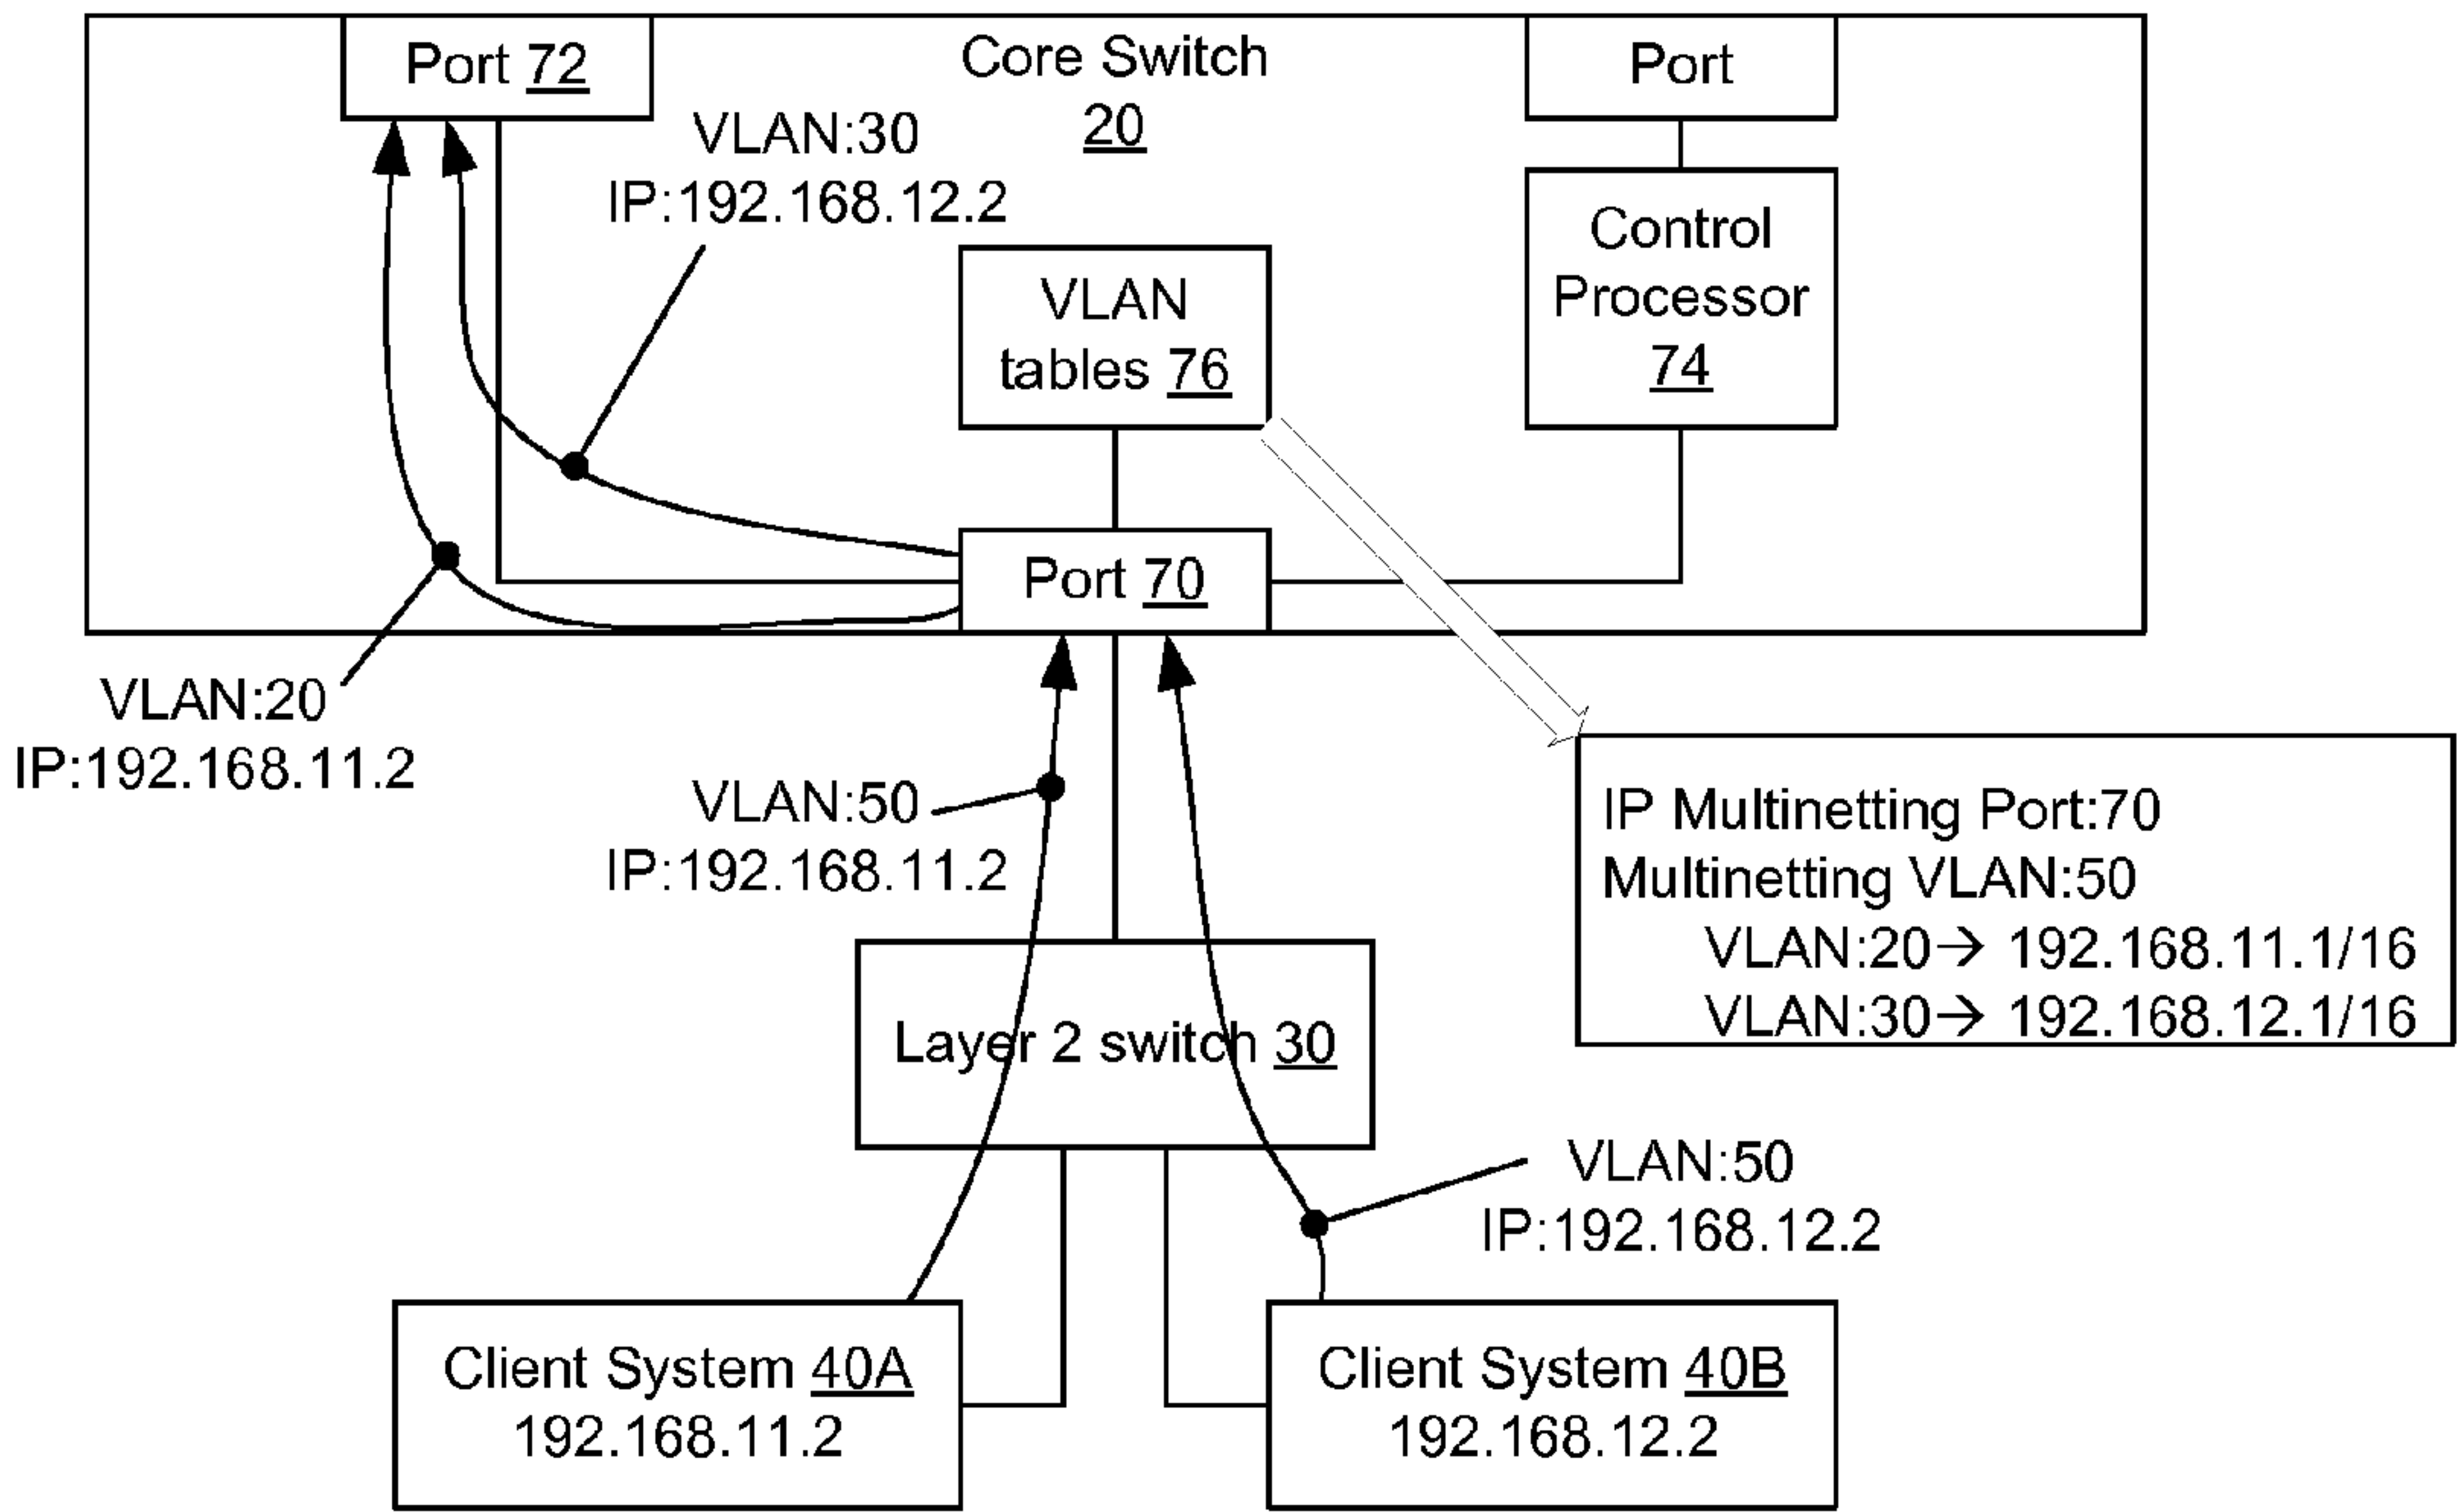 Port 72
Core Switch
20
Port
VLAN:30
IP:192.168.12.2
Control
Processor
74
VLAN
tables 76
Port 70
VLAN:20
IP:192.168.11.2
VLAN:50
IP:192.168.11.2
IP Multinetting Port:70
Multinetting VLAN:50
VLAN:20→ 192.168.11.1/16
VLAN:30→ 192.168.12.1/16
Layer 2 switch 30
VLAN:50
IP:192.168.12.2
Client System 40A
192.168.11.2
Client System 40B
192.168.12.2